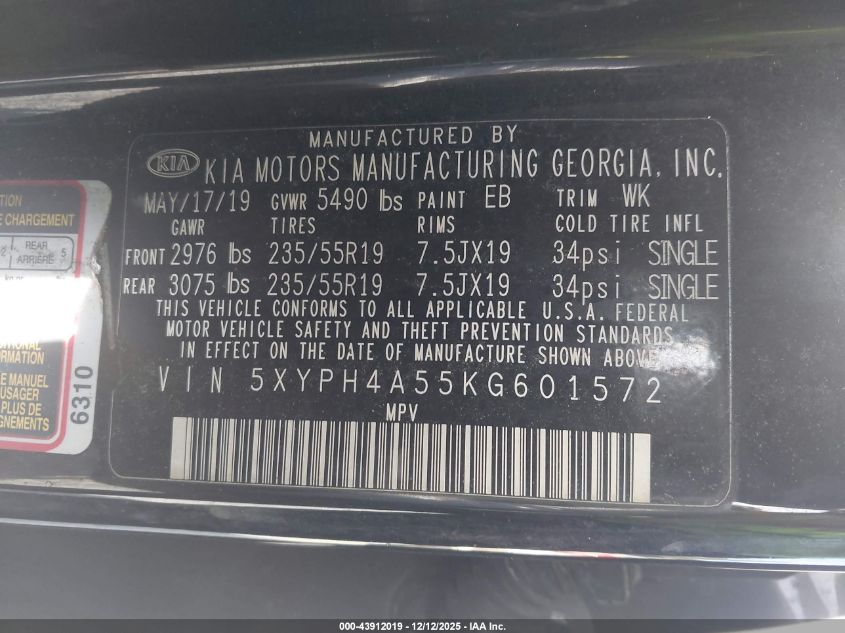 MANUFACTURED BY
KIA KIA MOTORS MANUFACTURING GEORGIA, INC.
MAY/17/19 GVWR 5490 lbs PAINT EB TRIM WK
GAWR TIRES RIMS COLD TIRE INFL
FRONT 2976 lbs 235/55R19 7.5JX19 34psi SINGLE
REAR 3075 lbs 235/55R19 7.5JX19 34psi SINGLE
THIS VEHICLE CONFORMS TO ALL APPLICABLE U.S.A. FEDERAL
MOTOR VEHICLE SAFETY AND THEFT PREVENTION STANDARDS
IN EFFECT ON THE DATE OF MANUFACTURE SHOWN ABOVE
VIN 5XYPH4A55KG601572
MPV
CHARGEMENT
REAR 5
ARRIÈRE
MANUEL
PLUS DE
6310
000-43912019 - 12/12/2025 - IAA Inc.